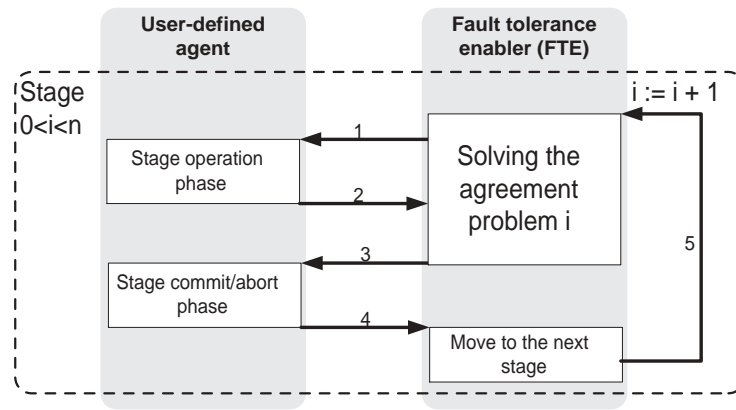 User-defined
agent
Fault tolerance
enabler (FTE)
Stage
0<i<n
i := i + 1
1
Stage operation
phase
2
Solving the
agreement
problem i
3
Stage commit/abort
phase
4
5
Move to the next
stage